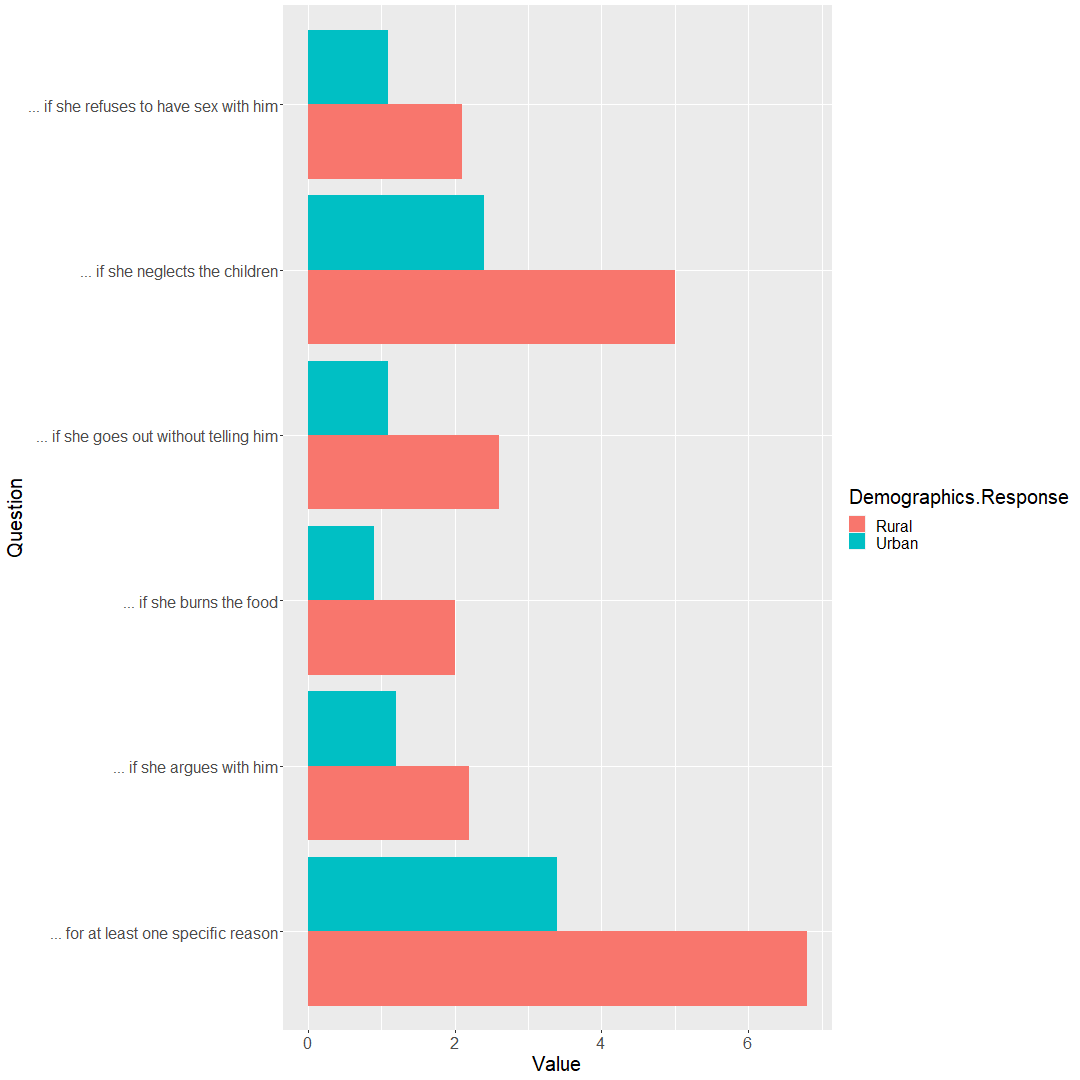 ... if she refuses to have sex with him
... if she neglects the children
... if she goes out without telling him
... if she burns the food
... if she argues with him
... for at least one specific reason
Question
0 2 4 6
Value
Demographics.Response
Rural
Urban